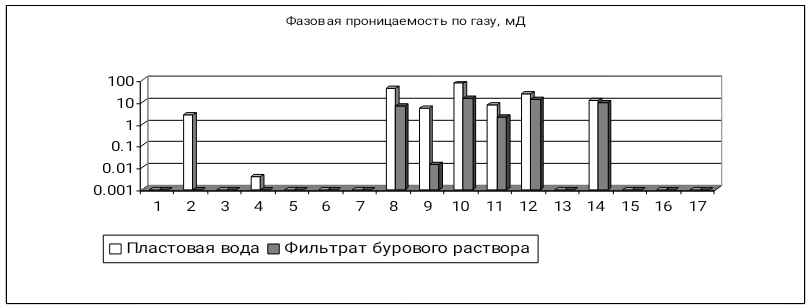 Фазовая проницаемость по газу, мД
100
10
1
0.1
0.01
0.001
1 2 3 4 5 6 7 8 9 10 11 12 13 14 15 16 17
Пластовая вода Фильтрат бурового раствора